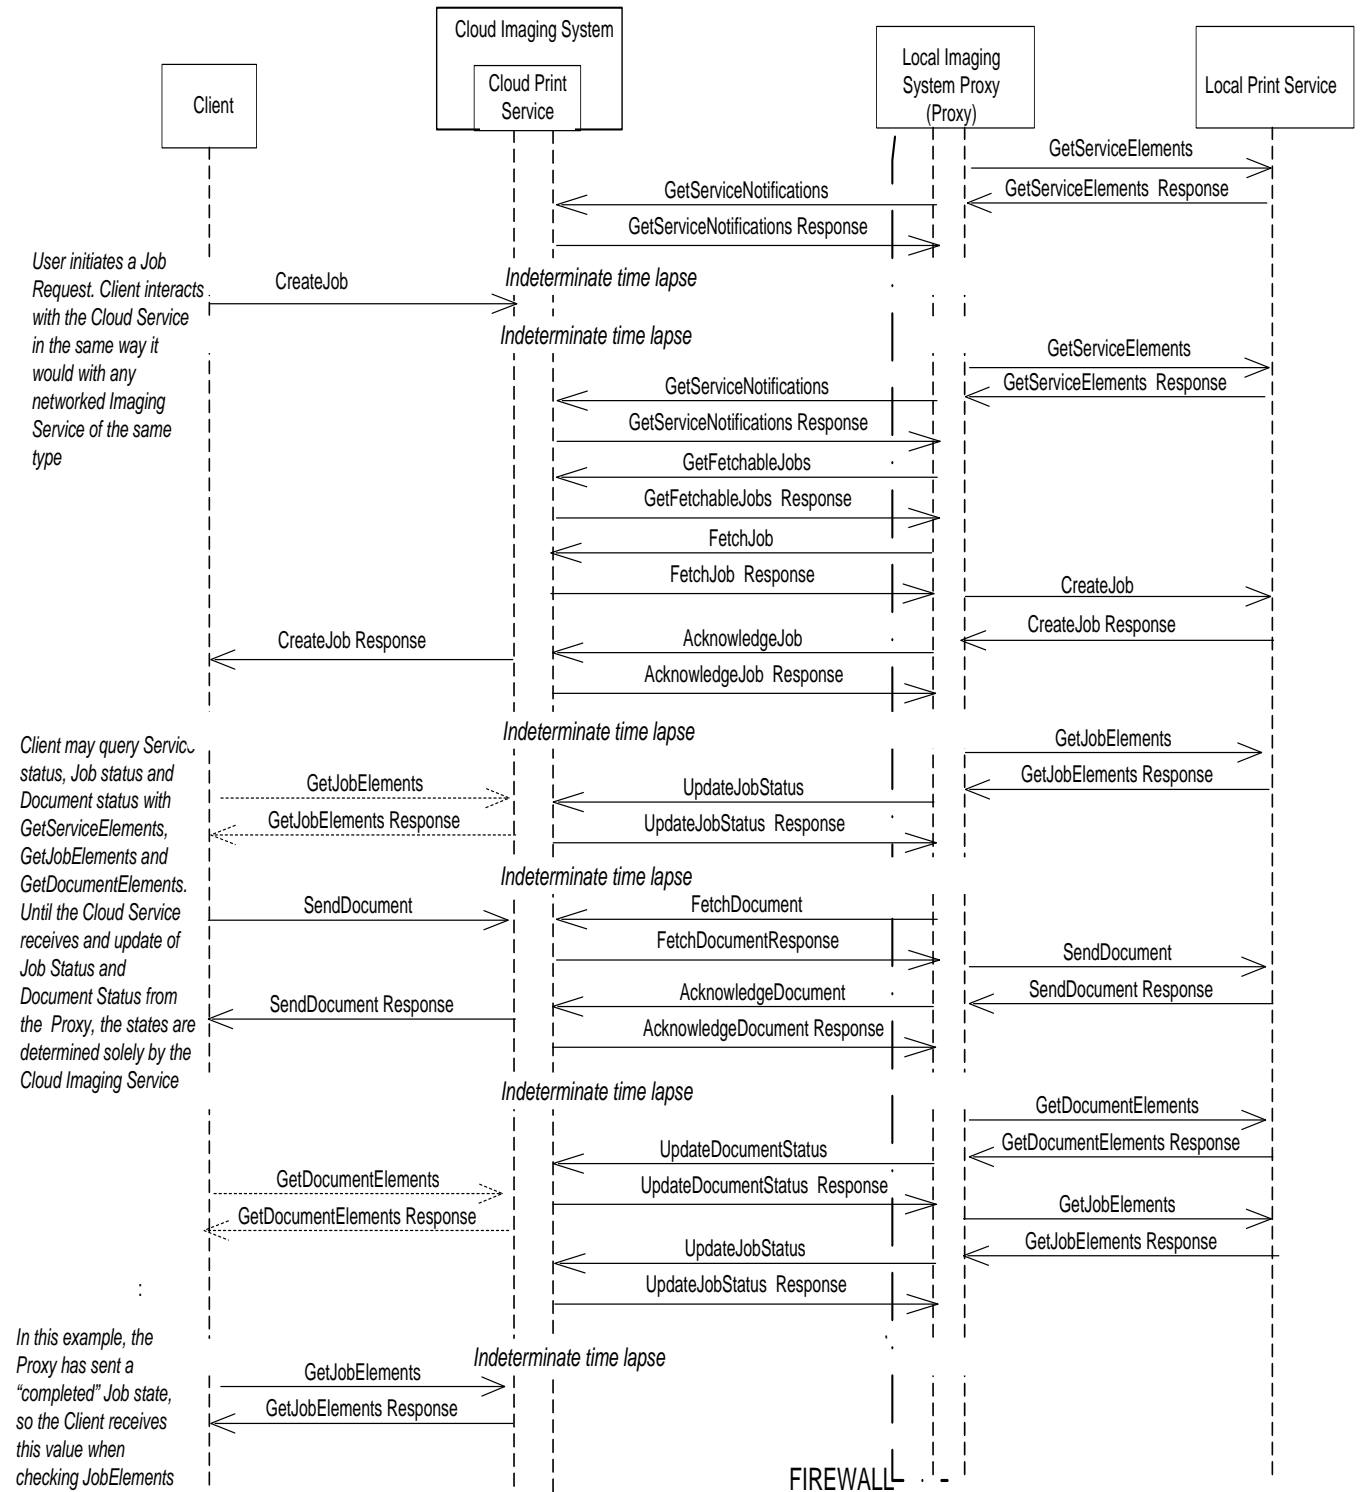 Cloud Imaging System
Cloud Print
Service
Client
Local Imaging
System Proxy
(Proxy)
Local Print Service
GetServiceElements
GetServiceElements Response
GetServiceNotifications
GetServiceNotifications Response
User initiates a Job
Request. Client interacts
with the Cloud Service
in the same way it
would with any
networked Imaging
Service of the same
type
CreateJob
Indeterminate time lapse
Indeterminate time lapse
GetServiceElements
GetServiceElements Response
GetServiceNotifications
GetServiceNotifications Response
GetFetchableJobs
GetFetchableJobs Response
FetchJob
FetchJob Response
CreateJob
CreateJob Response
AcknowledgeJob
CreateJob Response
AcknowledgeJob Response
Indeterminate time lapse
Client may query Service
status, Job status and
Document status with
GetServiceElements,
GetJobElements and
GetDocumentElements.
Until the Cloud Service
receives and update of
Job Status and
Document Status from
the Proxy, the states are
determined solely by the
Cloud Imaging Service
GetJobElements
GetJobElements Response
GetJobElements
GetJobElements Response
UpdateJobStatus
UpdateJobStatus Response
Indeterminate time lapse
SendDocument
FetchDocument
FetchDocumentResponse
SendDocument
SendDocument Response
AcknowledgeDocument
SendDocument Response
AcknowledgeDocument Response
Indeterminate time lapse
GetDocumentElements
GetDocumentElements Response
UpdateDocumentStatus
GetDocumentElements
UpdateDocumentStatus Response
GetDocumentElements Response
GetJobElements
GetJobElements Response
UpdateJobStatus
UpdateJobStatus Response
:
In this example, the
Proxy has sent a
“completed” Job state,
so the Client receives
this value when
checking JobElements
Indeterminate time lapse
GetJobElements
GetJobElements Response
FIREWALL